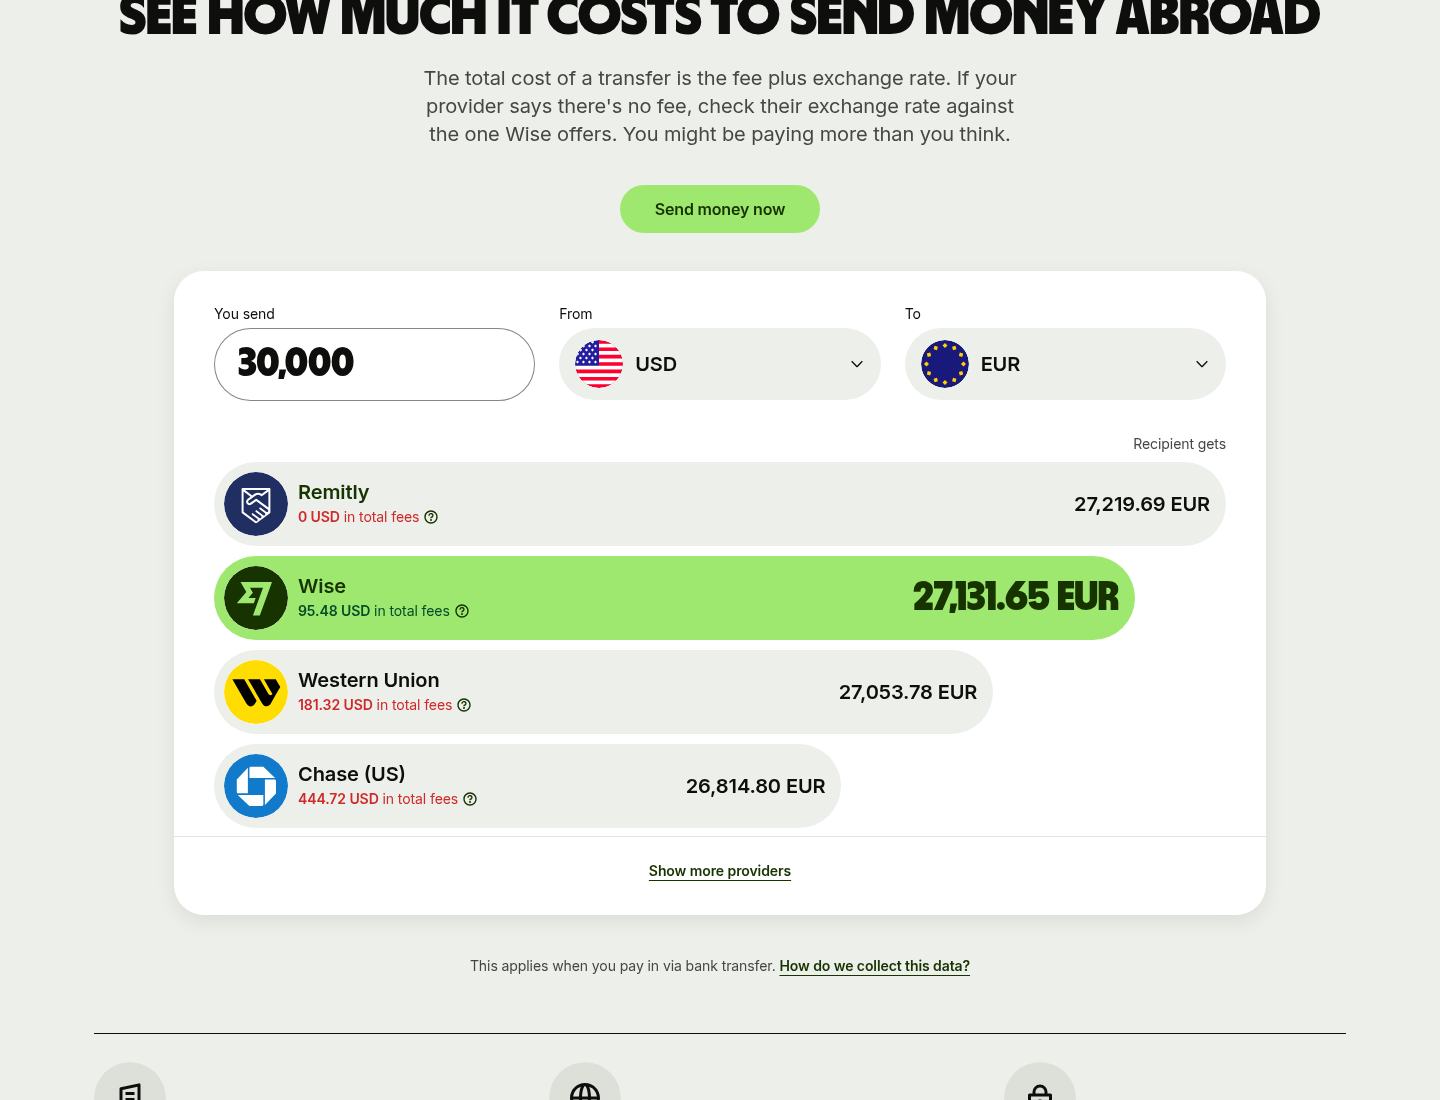 SEE HOW MUCH IT COSTS TO SEND MONEY ABROAD
The total cost of a transfer is the fee plus exchange rate. If your
provider says there's no fee, check their exchange rate against
the one Wise offers. You might be paying more than you think.
Send money now
You send
From
To
30,000
USD
EUR
Recipient gets
Remitly
0 USD in total fees
27,219.69 EUR
Wise
95.48 USD in total fees
27,131.65 EUR
Western Union
181.32 USD in total fees
27,053.78 EUR
Chase (US)
444.72 USD in total fees
26,814.80 EUR
Show more providers
This applies when you pay in via bank transfer. How do we collect this data?